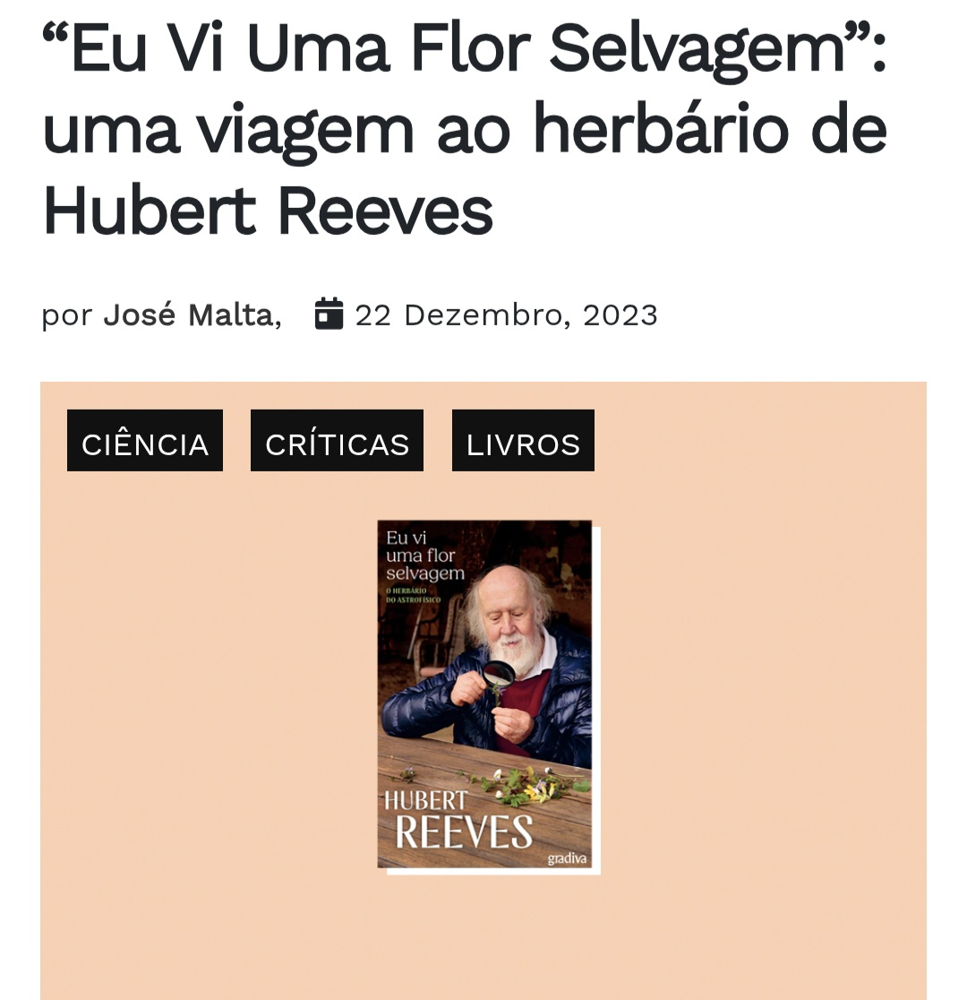 “Eu Vi Uma Flor Selvagem”:
uma viagem ao herbário de
Hubert Reeves
por José Malta, 22 Dezembro, 2023
CIÊNCIA CRÍTICAS LIVROS
Eu vi
uma flor
selvagem
O HERBÁRIO
DO ASTROFÍSICO
HUBERT
REEVES
gradiva